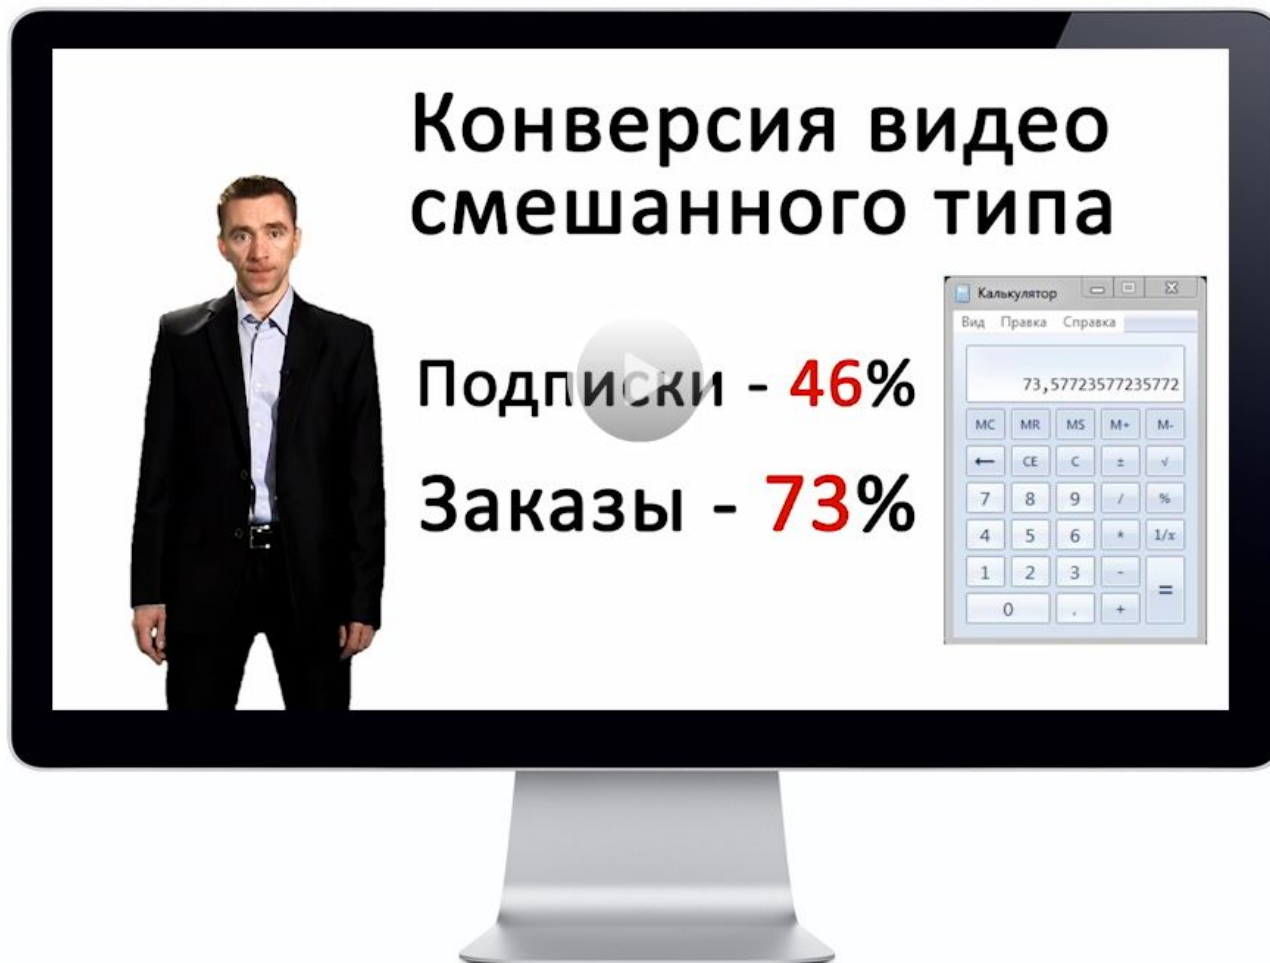 Конверсия видео
смешанного типа
Подписки - 46%
Заказы - 73%
Калькулятор
Вид Правка Справка
73,57723577235772
MC MR MS M+ M-
← CE C ± √
7 8 9 / %
4 5 6 * 1/x
1 2 3 - =
0 , +